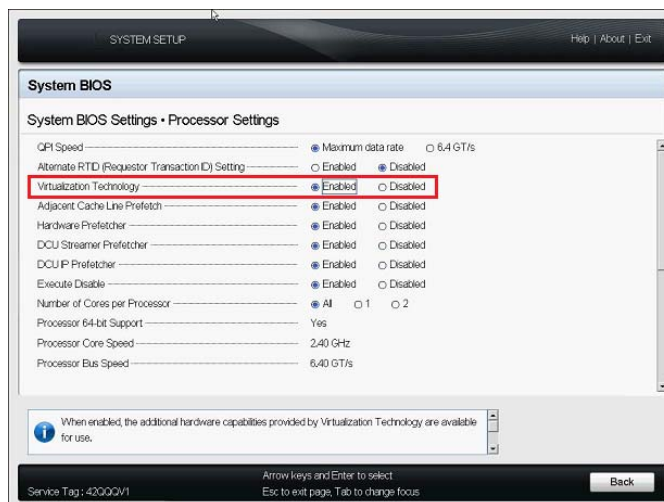 SYSTEM SETUP
Help | About | Exit
System BIOS
System BIOS Settings • Processor Settings
QPI Speed Maximum data rate 6.4 GT/s
Alternate RTID (Requestor Transaction ID) Setting Enabled Disabled
Virtualization Technology Enabled Disabled
Adjacent Cache Line Prefetch Enabled Disabled
Hardware Prefetcher Enabled Disabled
DCU Streamer Prefetcher Enabled Disabled
DCU IP Prefetcher Enabled Disabled
Execute Disable Enabled Disabled
Number of Cores per Processor All 1 2
Processor 64-bit Support Yes
Processor Core Speed 2.40 GHz
Processor Bus Speed 6.40 GT/s
When enabled, the additional hardware capabilities provided by Virtualization Technology are available
for use.
Service Tag : 42QQQV1
Arrow keys and Enter to select
Esc to exit page, Tab to change focus
Back